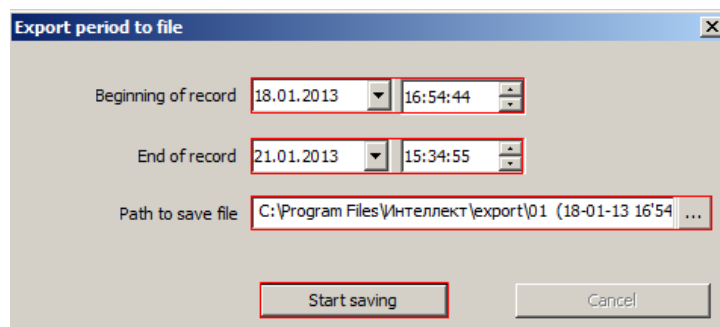 Export period to file
Beginning of record 18.01.2013 16:54:44
End of record 21.01.2013 15:34:55
Path to save file C:\Program Files\Интеллект\export\01 (18-01-13 16'54 ...
Start saving Cancel